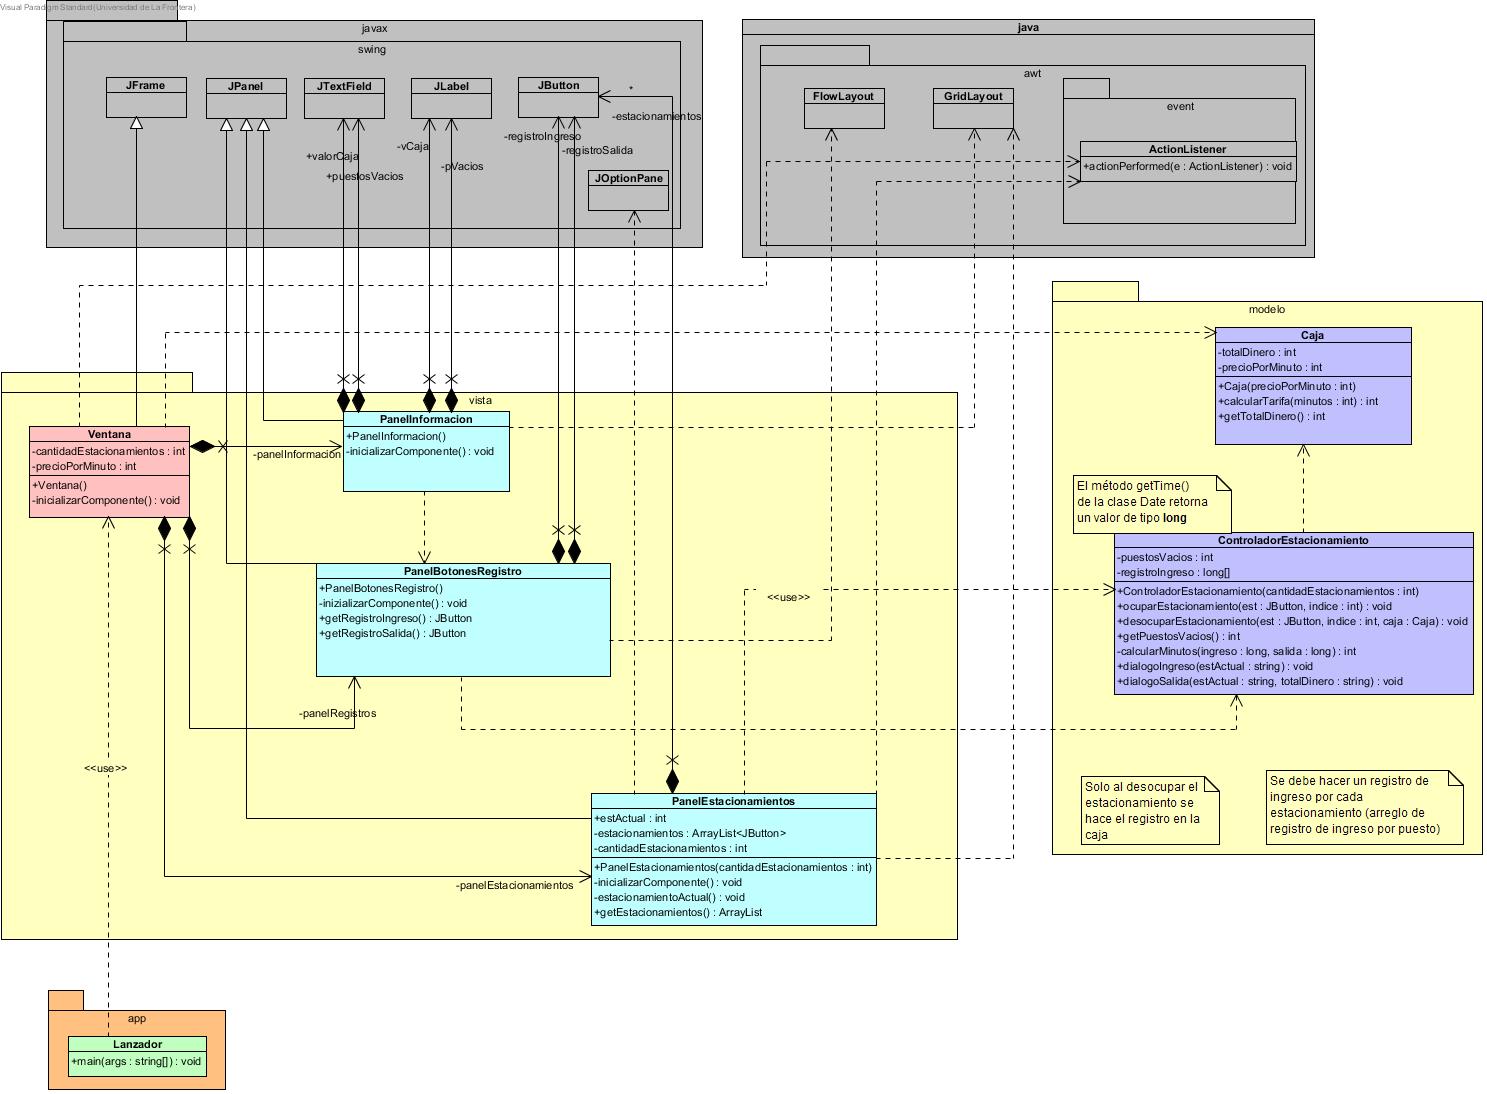 Visual Paradigm Standard(Universidad de La Frontera)
javax
swing
JFrame
JPanel
JTextField
JLabel
JButton
*
-estacionamientos
-registroIngreso
-registroSalida
-vCaja
+valorCaja
-pVacios
+puestosVacios
JOptionPane
java
awt
FlowLayout
GridLayout
event
ActionListener
+actionPerformed(e : ActionListener) : void
modelo
Caja
-totalDinero : int
-precioPorMinuto : int
+Caja(precioPorMinuto : int)
+calcularTarifa(minutos : int) : int
+getTotalDinero() : int
El método getTime()
de la clase Date retorna
un valor de tipo long
ControladorEstacionamiento
-puestosVacios : int
-registroIngreso : long[]
+ControladorEstacionamiento(cantidadEstacionamientos : int)
+ocuparEstacionamiento(est : JButton, indice : int) : void
+desocuparEstacionamiento(est : JButton, indice : int, caja : Caja) : void
+getPuestosVacios() : int
-calcularMinutos(ingreso : long, salida : long) : int
+dialogoIngreso(estActual : string) : void
+dialogoSalida(estActual : string, totalDinero : string) : void
Solo al desocupar el
estacionamiento se
hace el registro en la
caja
Se debe hacer un registro de
ingreso por cada
estacionamiento (arreglo de
registro de ingreso por puesto)
vista
Ventana
-cantidadEstacionamientos : int
-precioPorMinuto : int
+Ventana()
-inicializarComponente() : void
-panelInformacion
PanelInformacion
+PanelInformacion()
-inicializarComponente() : void
PanelBotonesRegistro
+PanelBotonesRegistro()
-inizializarComponente() : void
+getRegistroIngreso() : JButton
+getRegistroSalida() : JButton
-panelRegistros
<<use>>
<<use>>
PanelEstacionamientos
+estActual : int
-estacionamientos : ArrayList<JButton>
-cantidadEstacionamientos : int
+PanelEstacionamientos(cantidadEstacionamientos : int)
-inicializarComponente() : void
-estacionamientoActual() : void
+getEstacionamientos() : ArrayList
-panelEstacionamientos
app
Lanzador
+main(args : string[]) : void